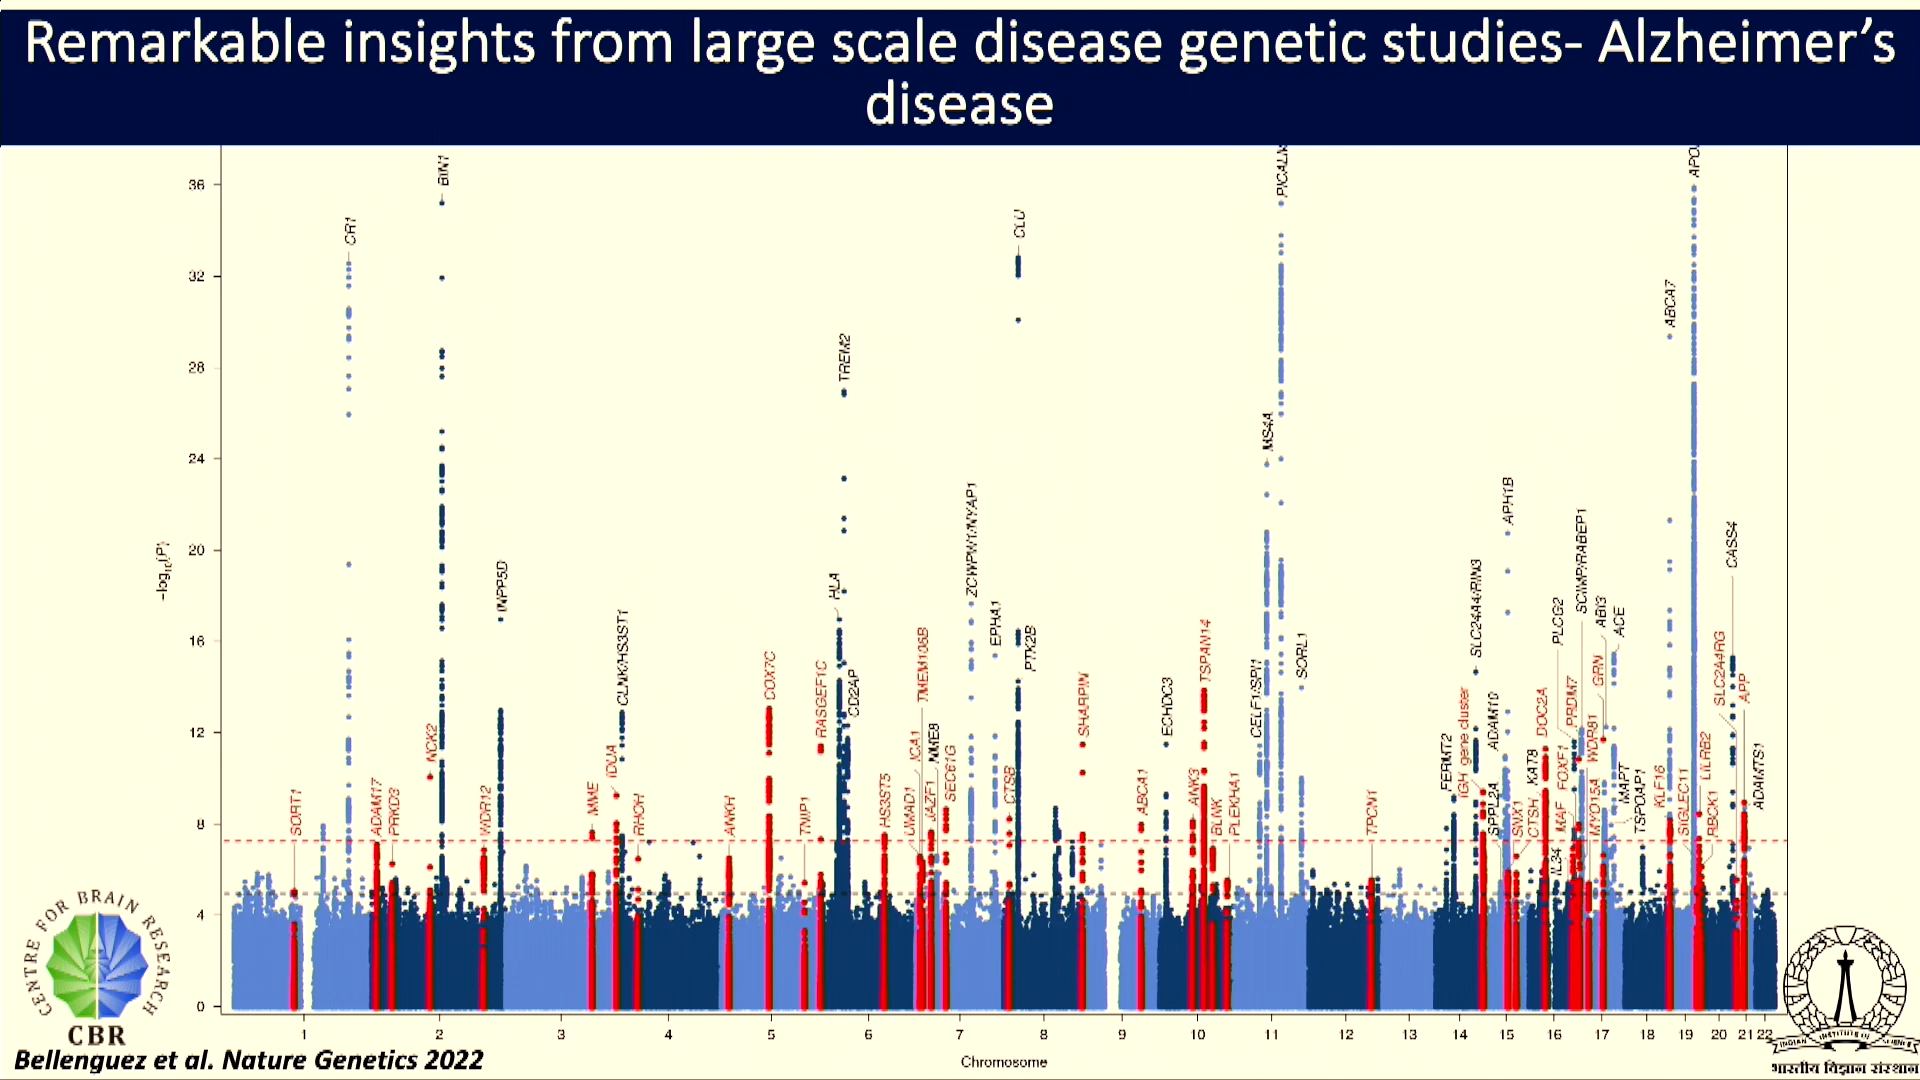 Remarkable insights from large scale disease genetic studies- Alzheimer's
disease
36
32
28
24
20
16
12
8
4
0
-log10(P)
CR1
BIN1
INPP5D
CLNK/HS3ST1
HLA
TREM2
CD2AP
ZCWPW1/NYAP1
EPHA1
CLU
PTK2B
ECHDC3
CELF1/SPI1
MS4A
SORL1
FERMT2
SLC24A4/RIN3
ADAM10
SPPL2A
APH1B
KAT8
IL34
PLCG2
SCIMP/RABEP1
ABI3
ACE
MAPT
TSPOAP1
ABCA7
CASS4
ADAMTS1
SORT1
ADAM17
PRKD3
NCK2
WDR12
MME
IDUA
RHOH
ANKH
COX7C
TNIP1
RASGEF1C
HS3ST5
UMAD1
ICA1
TMEM106B
JAZF1
NME8
SEC61G
CTSB
SHARPIN
ABCA1
ANK3
TSPAN14
BLNK
PLEKHA1
TPCN1
IGH gene cluster
SNX1
CTSH
DOC2A
MAF
FOXF1
PRDM7
WDR81
MYO15A
GRN
KLF16
SIGLEC11
LILRB2
RBCK1
SLC2A4RG
APP
1 2 3 4 5 6 7 8 9 10 11 12 13 14 15 16 17 18 19 20 21 22
Chromosome
CENTRE FOR BRAIN RESEARCH
CBR
Bellenguez et al. Nature Genetics 2022
INDIAN INSTITUTE OF SCIENCE
भारतीय विज्ञान संस्थान